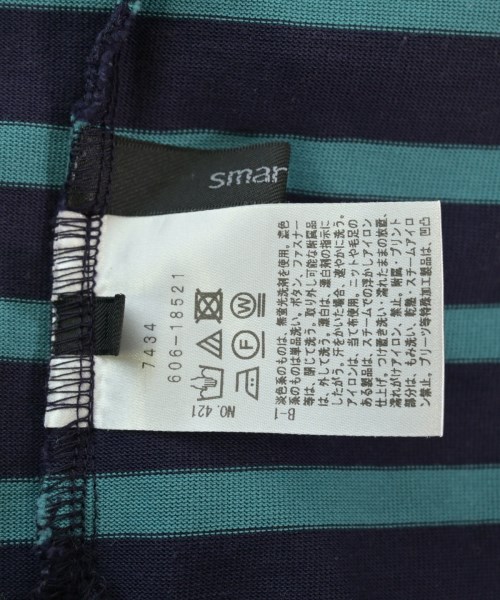 smar
7434
606-18521
F
W
NO. 421
B-1
淡色系のものは、無蛍光洗剤を使用。濃色
系のものは単品洗い。ボタン、ファスナー
等は、閉じて洗う。取り外し可能な附属品
は、外して洗う。漂白は、漂白剤の指示に
したがう。汗をかいた場合、速やかに洗う。
アイロンは、当て布使用。ニットや毛足の
ある製品は、スチームでの浮かしアイロン
仕上げ。つけ置き洗い・濡れたままの放置、
濡れがけアイロン、禁止。附属・プリント
部分は、もみ洗い、乾燥・スチームアイロ
ン禁止。プリーツ等特殊加工製品は、凹凸